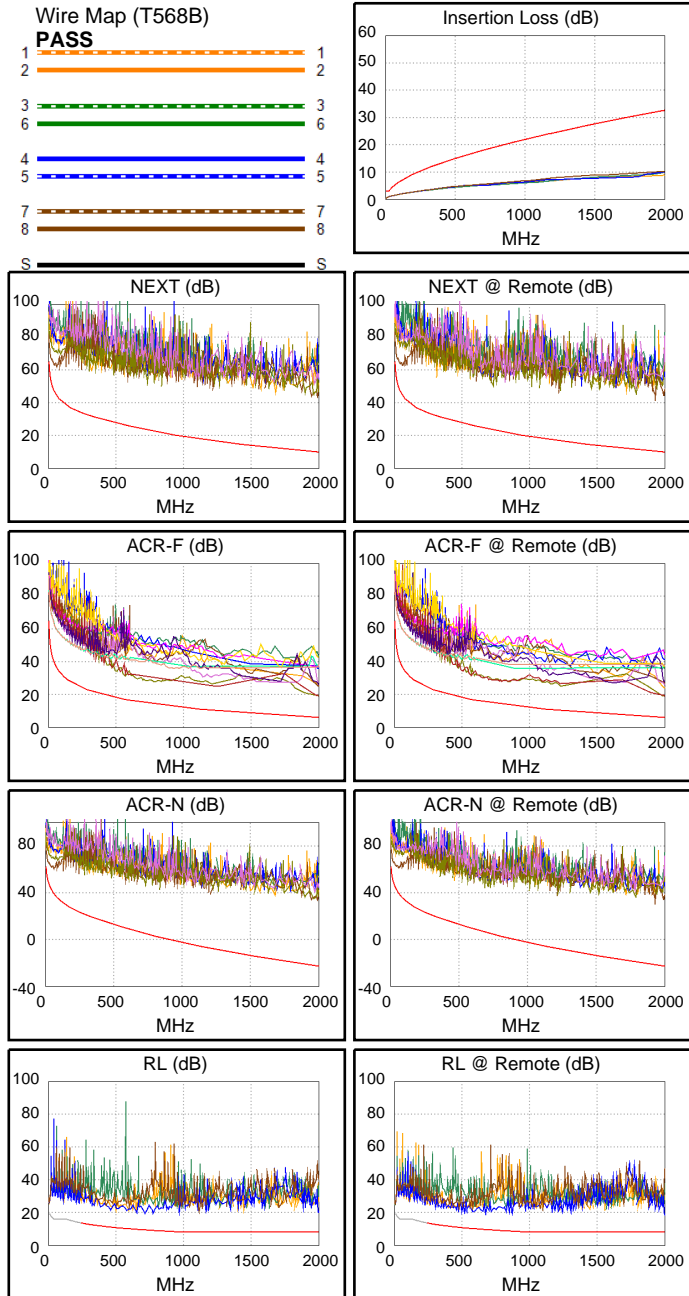 Wire Map (T568B)
PASS
1 1
2 2
3 3
6 6
4 4
5 5
7 7
8 8
S S
Insertion Loss (dB)
60
50
40
30
20
10
0
0 500 1000 1500 2000
MHz
NEXT (dB)
100
80
60
40
20
0
0 500 1000 1500 2000
MHz
NEXT @ Remote (dB)
100
80
60
40
20
0
0 500 1000 1500 2000
MHz
ACR-F (dB)
100
80
60
40
20
0
0 500 1000 1500 2000
MHz
ACR-F @ Remote (dB)
100
80
60
40
20
0
0 500 1000 1500 2000
MHz
ACR-N (dB)
80
40
0
-40
0 500 1000 1500 2000
MHz
ACR-N @ Remote (dB)
80
40
0
-40
0 500 1000 1500 2000
MHz
RL (dB)
100
80
60
40
20
0
0 500 1000 1500 2000
MHz
RL @ Remote (dB)
100
80
60
40
20
0
0 500 1000 1500 2000
MHz